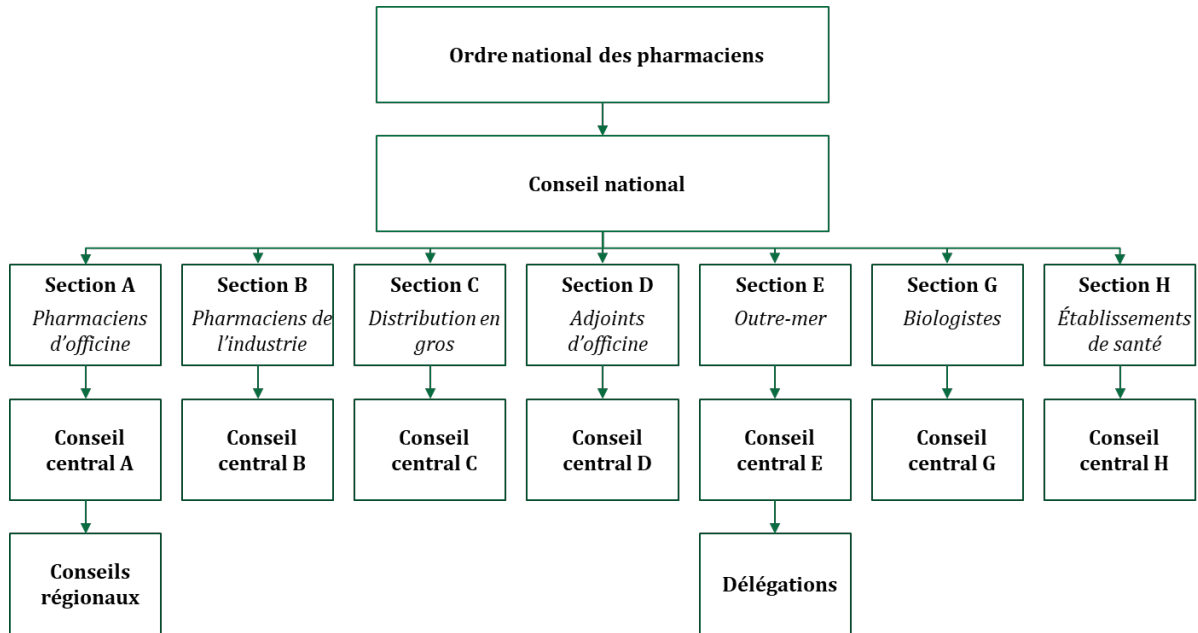 Ordre national des pharmaciens
Conseil national
Section A
Pharmaciens
d’officine
Section B
Pharmaciens de
l’industrie
Section C
Distribution en
gros
Section D
Adjoints
d’officine
Section E
Outre-mer
Section G
Biologistes
Section H
Établissements
de santé
Conseil
central A
Conseil
central B
Conseil
central C
Conseil
central D
Conseil
central E
Conseil
central G
Conseil
central H
Conseils
régionaux
Délégations